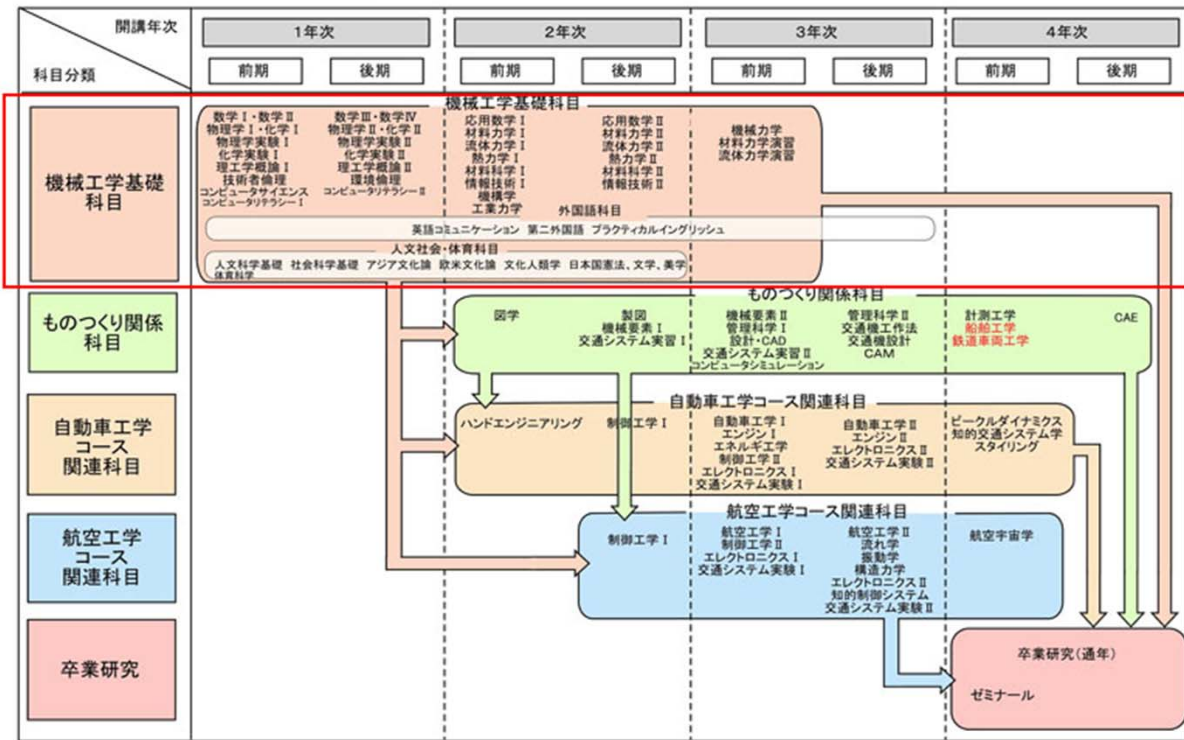 開講年次
科目分類
1年次
2年次
3年次
4年次
前期
後期
前期
後期
前期
後期
前期
後期
機械工学基礎
科目
機械工学基礎科目
数学Ⅰ・数学Ⅱ
物理学Ⅰ・化学Ⅰ
物理学実験Ⅰ
化学実験Ⅰ
理工学概論Ⅰ
技術者倫理
コンピュータサイエンス
コンピュータリテラシーⅠ
数学Ⅲ・数学Ⅳ
物理学Ⅱ・化学Ⅱ
物理学実験Ⅱ
化学実験Ⅱ
理工学概論Ⅱ
環境倫理
コンピュータリテラシーⅡ
応用数学Ⅰ
材料力学Ⅰ
流体力学Ⅰ
熱力学Ⅰ
材料科学Ⅰ
情報技術Ⅰ
機構学
工業力学
応用数学Ⅱ
材料力学Ⅱ
流体力学Ⅱ
熱力学Ⅱ
材料科学Ⅱ
情報技術Ⅱ
機械力学
材料力学演習
流体力学演習
外国語科目
英語コミュニケーション 第二外国語 プラクティカルイングリッシュ
人文社会・体育科目
人文科学基礎 社会科学基礎 アジア文化論 欧米文化論 文化人類学 日本国憲法、文学、美学
体育科学
ものつくり関係
科目
ものつくり関係科目
図学
製図
機械要素Ⅰ
交通システム実習Ⅰ
機械要素Ⅱ
管理科学Ⅰ
設計・CAD
交通システム実習Ⅱ
コンピュータシミュレーション
管理科学Ⅱ
交通機工作法
交通機設計
CAM
計測工学
船舶工学
鉄道車両工学
CAE
自動車工学
コース
関連科目
自動車工学コース関連科目
ハンドエンジニアリング
制御工学Ⅰ
自動車工学Ⅰ
エンジンⅠ
エネルギ工学
制御工学Ⅱ
エレクトロニクスⅠ
交通システム実験Ⅰ
自動車工学Ⅱ
エンジンⅡ
エレクトロニクスⅡ
交通システム実験Ⅱ
ビークルダイナミクス
知的交通システム学
スタイリング
航空工学
コース
関連科目
航空工学コース関連科目
制御工学Ⅰ
航空工学Ⅰ
制御工学Ⅱ
エレクトロニクスⅠ
交通システム実験Ⅰ
航空工学Ⅱ
流れ学
振動学
構造力学
エレクトロニクスⅡ
知的制御システム
交通システム実験Ⅱ
航空宇宙学
卒業研究
卒業研究(通年)
ゼミナール